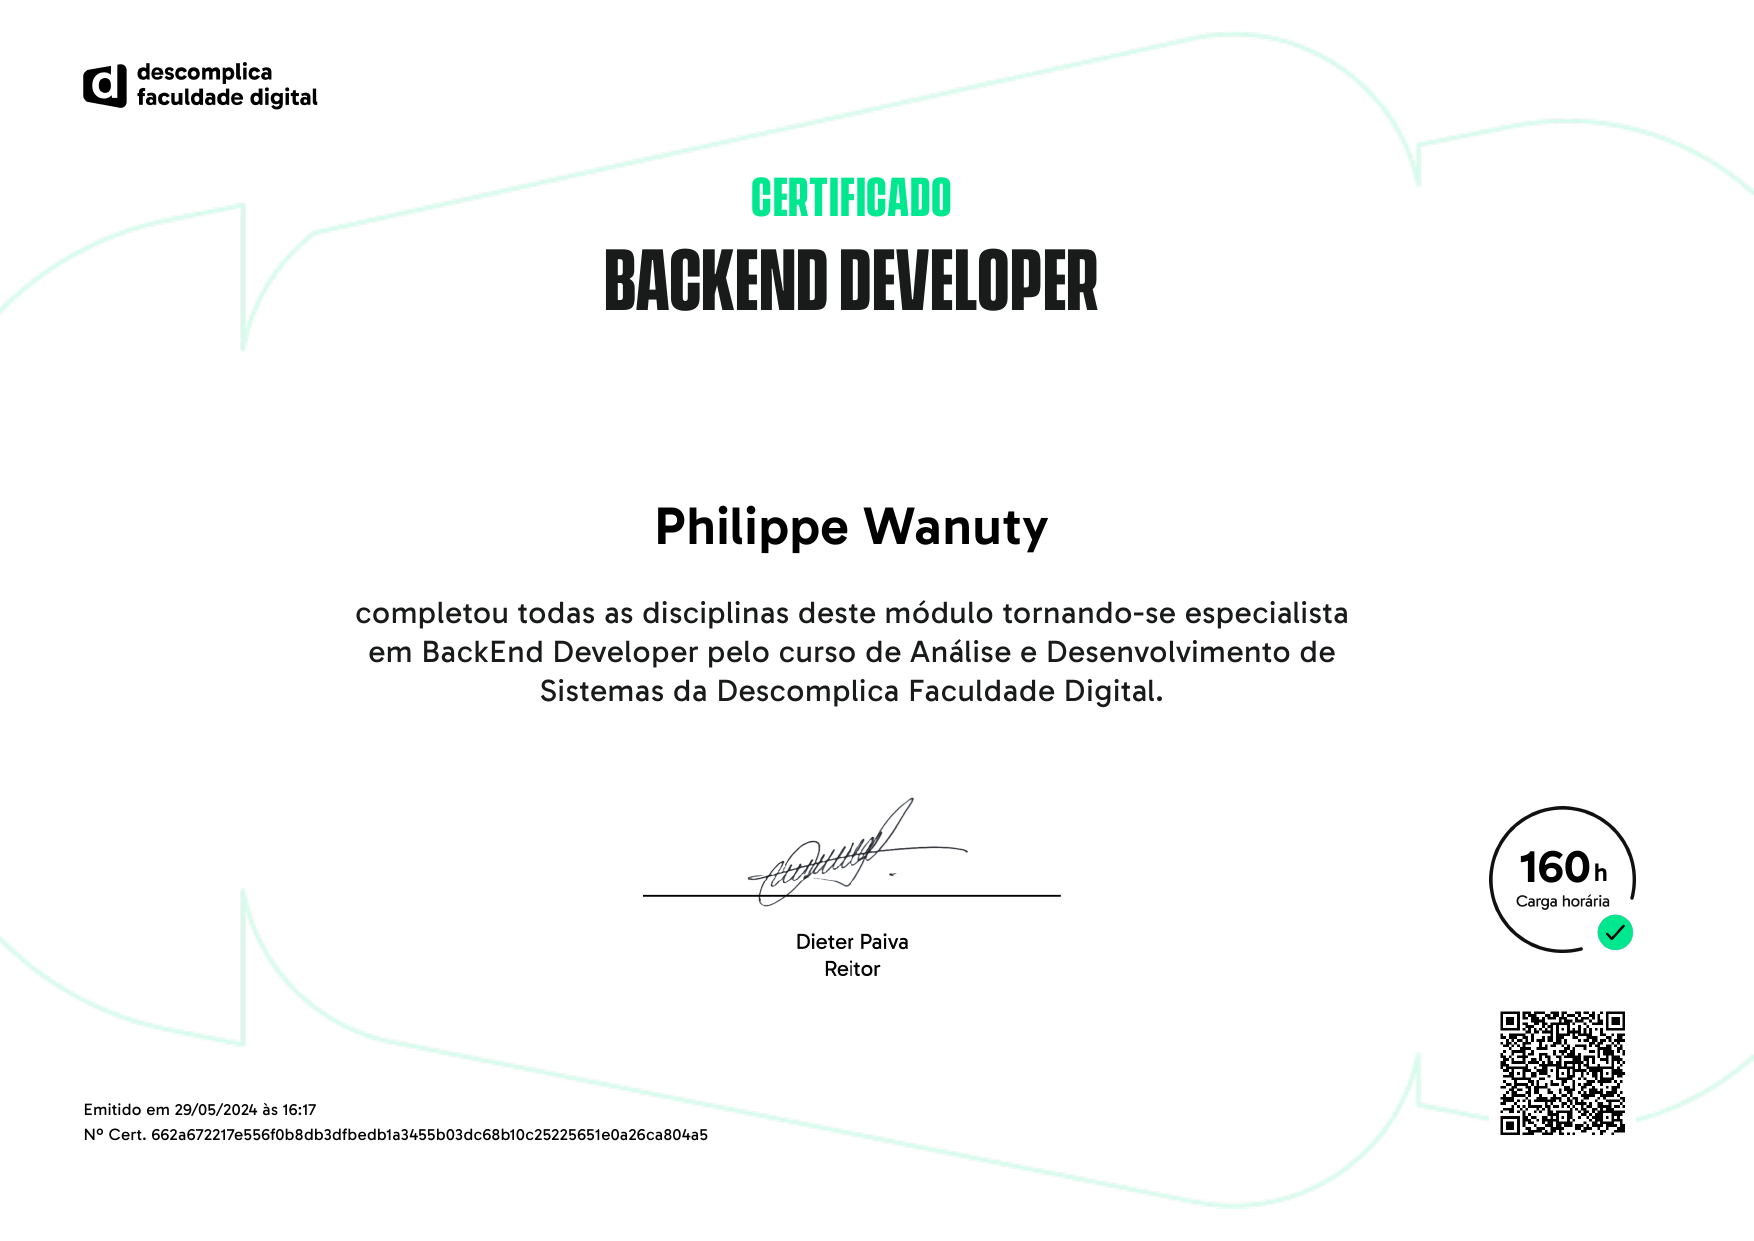 descomplica
faculdade digital
CERTIFICADO
BACKEND DEVELOPER
Philippe Wanuty
completou todas as disciplinas deste módulo tornando-se especialista
em BackEnd Developer pelo curso de Análise e Desenvolvimento de
Sistemas da Descomplica Faculdade Digital.
Dieter Paiva
Reitor
160h
Carga horária
Emitido em 29/05/2024 às 16:17
Nº Cert. 662a672217e556f0b8db3dfbedb1a3455b03dc68b10c25225651e0a26ca804a5